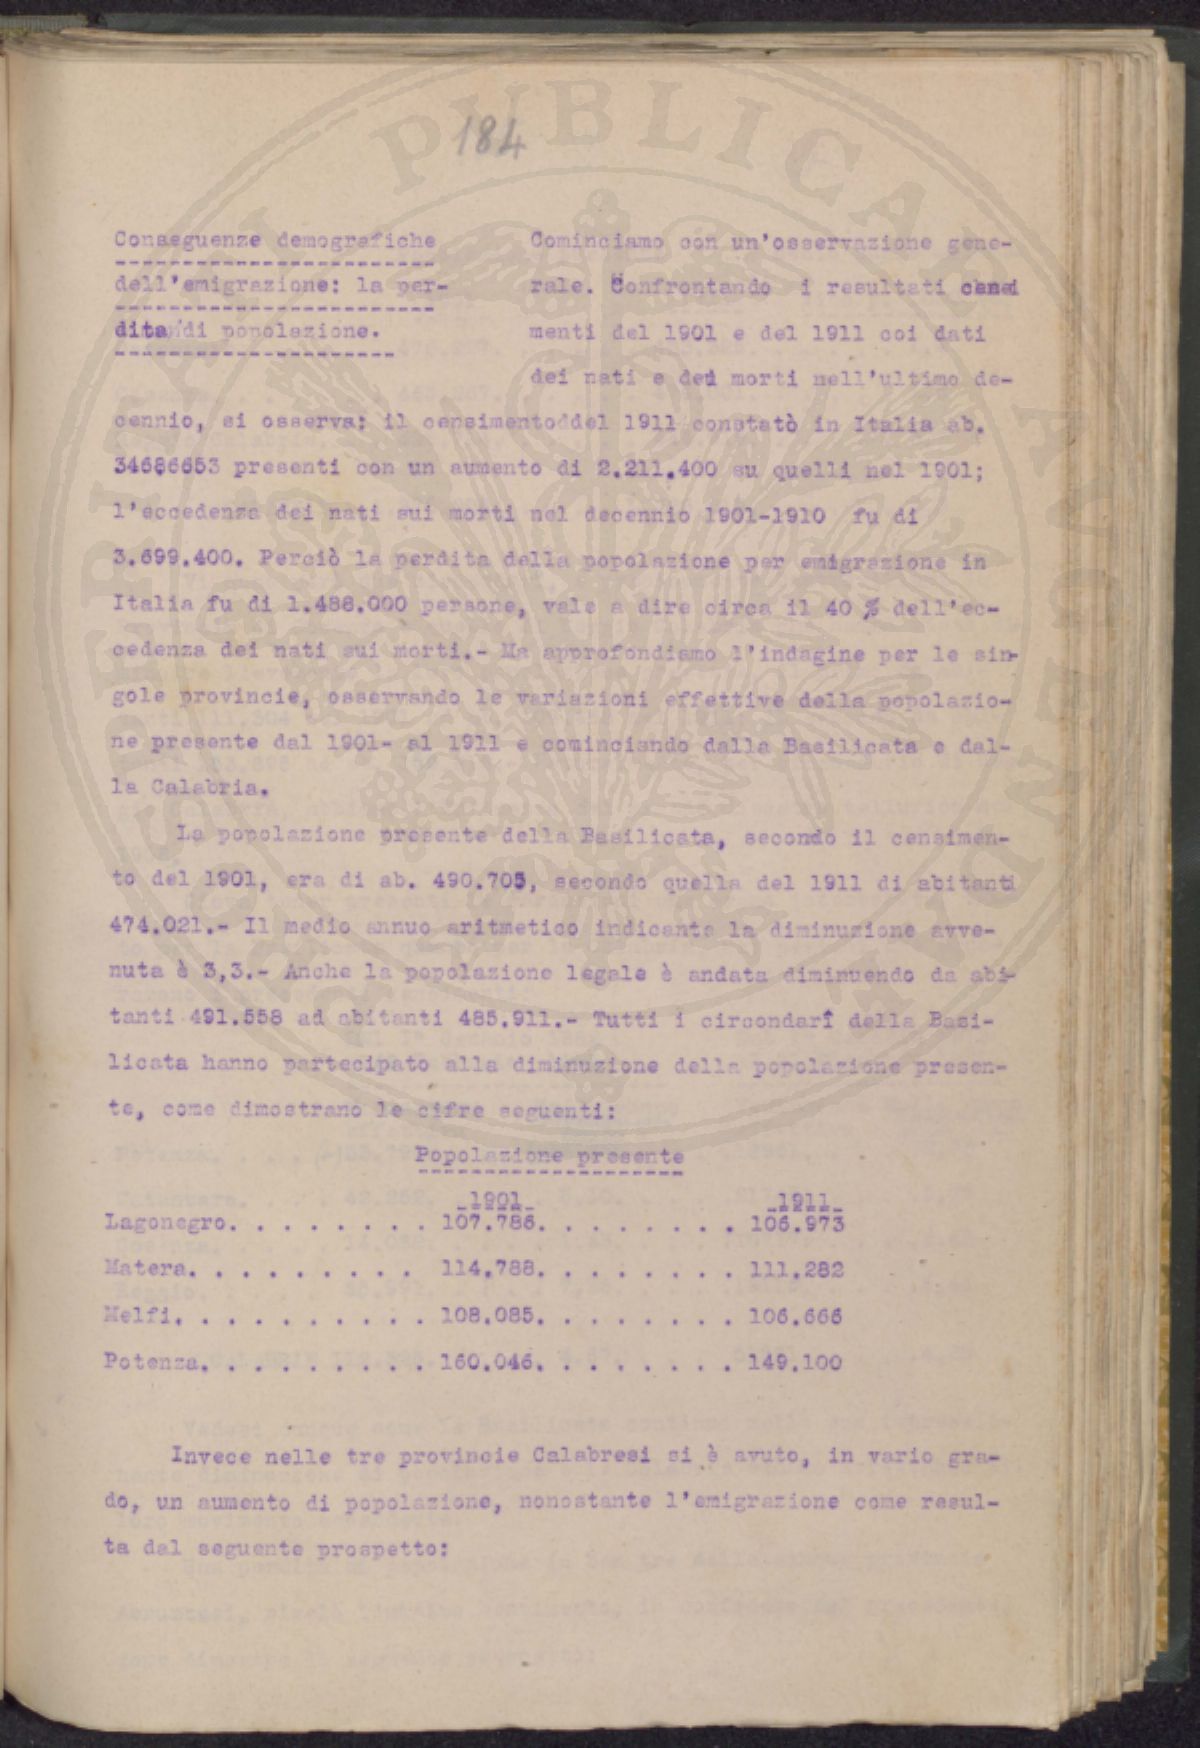 184
Conseguenze demografiche
dell'emigrazione: la per-
dita di popolazione.
Cominciamo con un'osservazione gene-
rale. Confrontando i resultati
menti del 1901 e del 1911 coi dati
dei nati e dei morti nell'ultimo de-
cennio, si osserva: il censimentoddel 1911 constatò in Italia ab.
34686653 presenti con un aumento di 2.211.400 su quelli nel 1901;
l'eccedenza dei nati sui morti nel decennio 1901-1910 fu di
3.699.400. Perciò la perdita della popolazione per emigrazione in
Italia fu di 1.488.000 persone, vale a dire circa il 40 % dell'ec-
cedenza dei nati sui morti.- Ma approfondiamo l'indagine per le sin-
gole provincie, osservando le variazioni effettive della popolazio-
ne presente dal 1901- al 1911 e cominciando dalla Basilicata e dal-
la Calabria.
La popolazione presente della Basilicata, secondo il censimen-
to del 1901, era di ab. 490.705, secondo quella del 1911 di abitanti
474.021.- Il medio annuo aritmetico indicante la diminuzione avve-
nuta è 3,3.- Anche la popolazione legale è andata diminuendo da abi-
tanti 491.558 ad abitanti 485.911.- Tutti i circondarî della Basi-
licata hanno partecipato alla diminuzione della popolazione presen-
te, come dimostrano le cifre seguenti:
Popolazione presente
1901 1911
Lagonegro. . . . . . . . 107.786. . . . . . . . 106.973
Matera. . . . . . . . . 114.788. . . . . . . . 111.282
Melfi. . . . . . . . . . 108.085. . . . . . . . 106.666
Potenza. . . . . . . . . 160.046. . . . . . . . 149.100
Invece nelle tre provincie Calabresi si è avuto, in vario gra-
do, un aumento di popolazione, nonostante l'emigrazione come resul-
ta dal seguente prospetto: